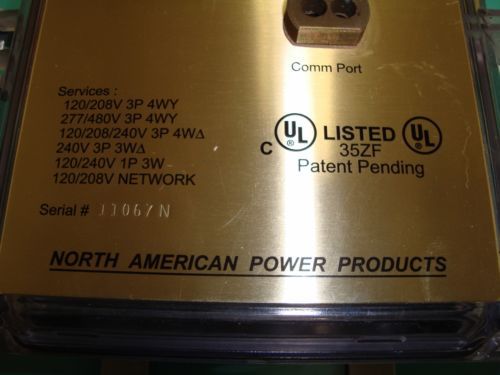 Comm Port
Services :
120/208V 3P 4WY
277/480V 3P 4WY
120/208/240V 3P 4WΔ
240V 3P 3WΔ
120/240V 1P 3W
120/208V NETWORK
C UL LISTED UL
35ZF
Patent Pending
Serial # 11067N
NORTH AMERICAN POWER PRODUCTS